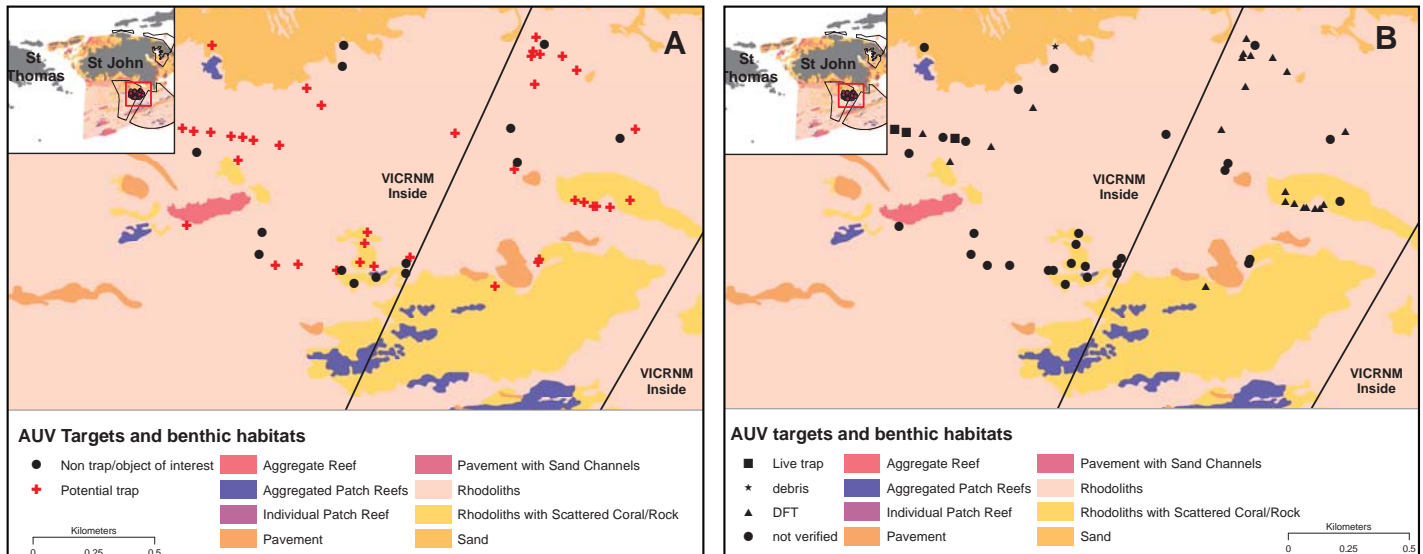 A
St
Thomas
St John
VICRNM
Inside
VICRNM
Inside
AUV Targets and benthic habitats
Non trap/object of interest
Potential trap
Aggregate Reef
Aggregated Patch Reefs
Individual Patch Reef
Pavement
Pavement with Sand Channels
Rhodoliths
Rhodoliths with Scattered Coral/Rock
Sand
Kilometers
0 0.25 0.5
B
St
Thomas
St John
VICRNM
Inside
VICRNM
Inside
AUV targets and benthic habitats
Live trap
debris
DFT
not verified
Aggregate Reef
Aggregated Patch Reefs
Individual Patch Reef
Pavement
Pavement with Sand Channels
Rhodoliths
Rhodoliths with Scattered Coral/Rock
Sand
Kilometers
0 0.25 0.5